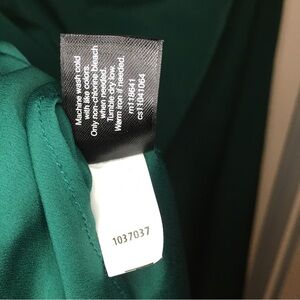 Machine wash cold
with like colors.
Only non-chlorine bleach
when needed.
Tumble dry low.
Warm iron if needed.
m118641
cs11041064
1037037